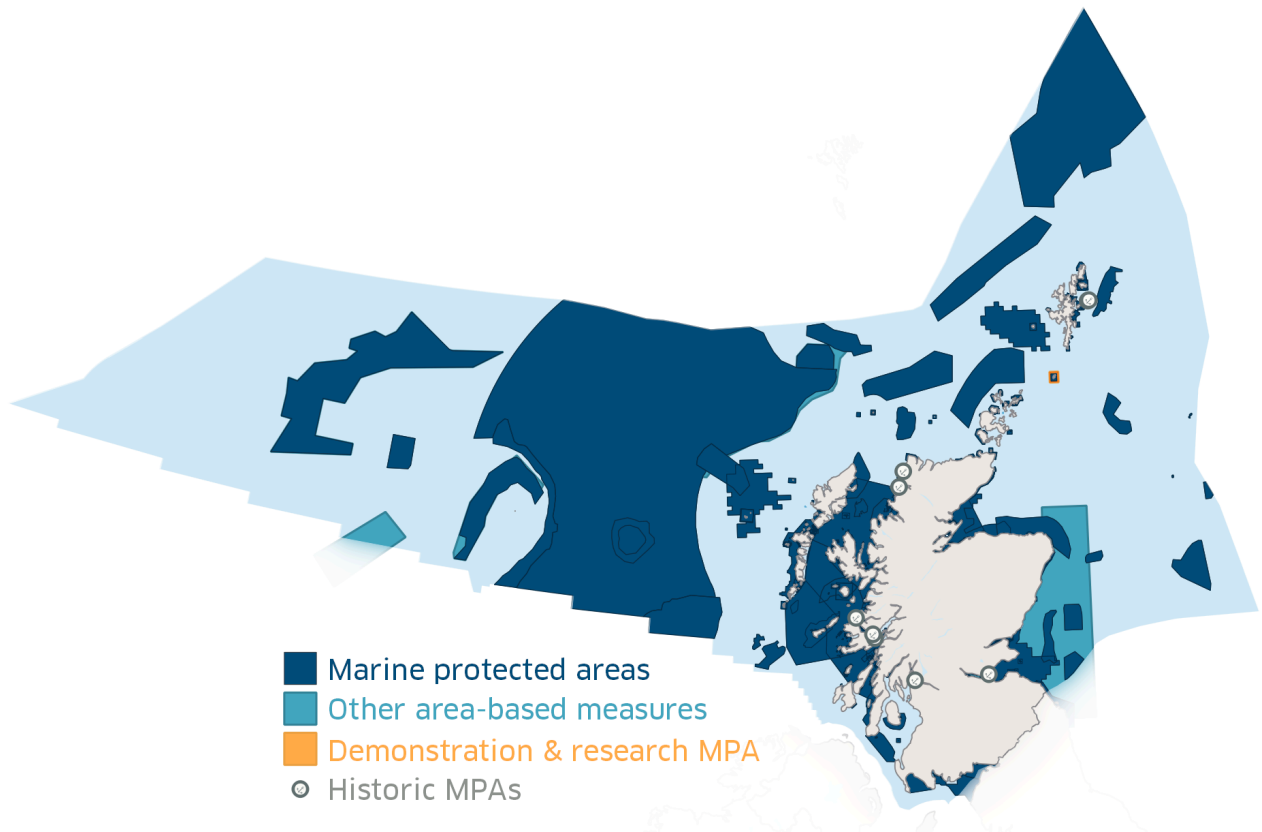 Marine protected areas
Other area-based measures
Demonstration & research MPA
Historic MPAs